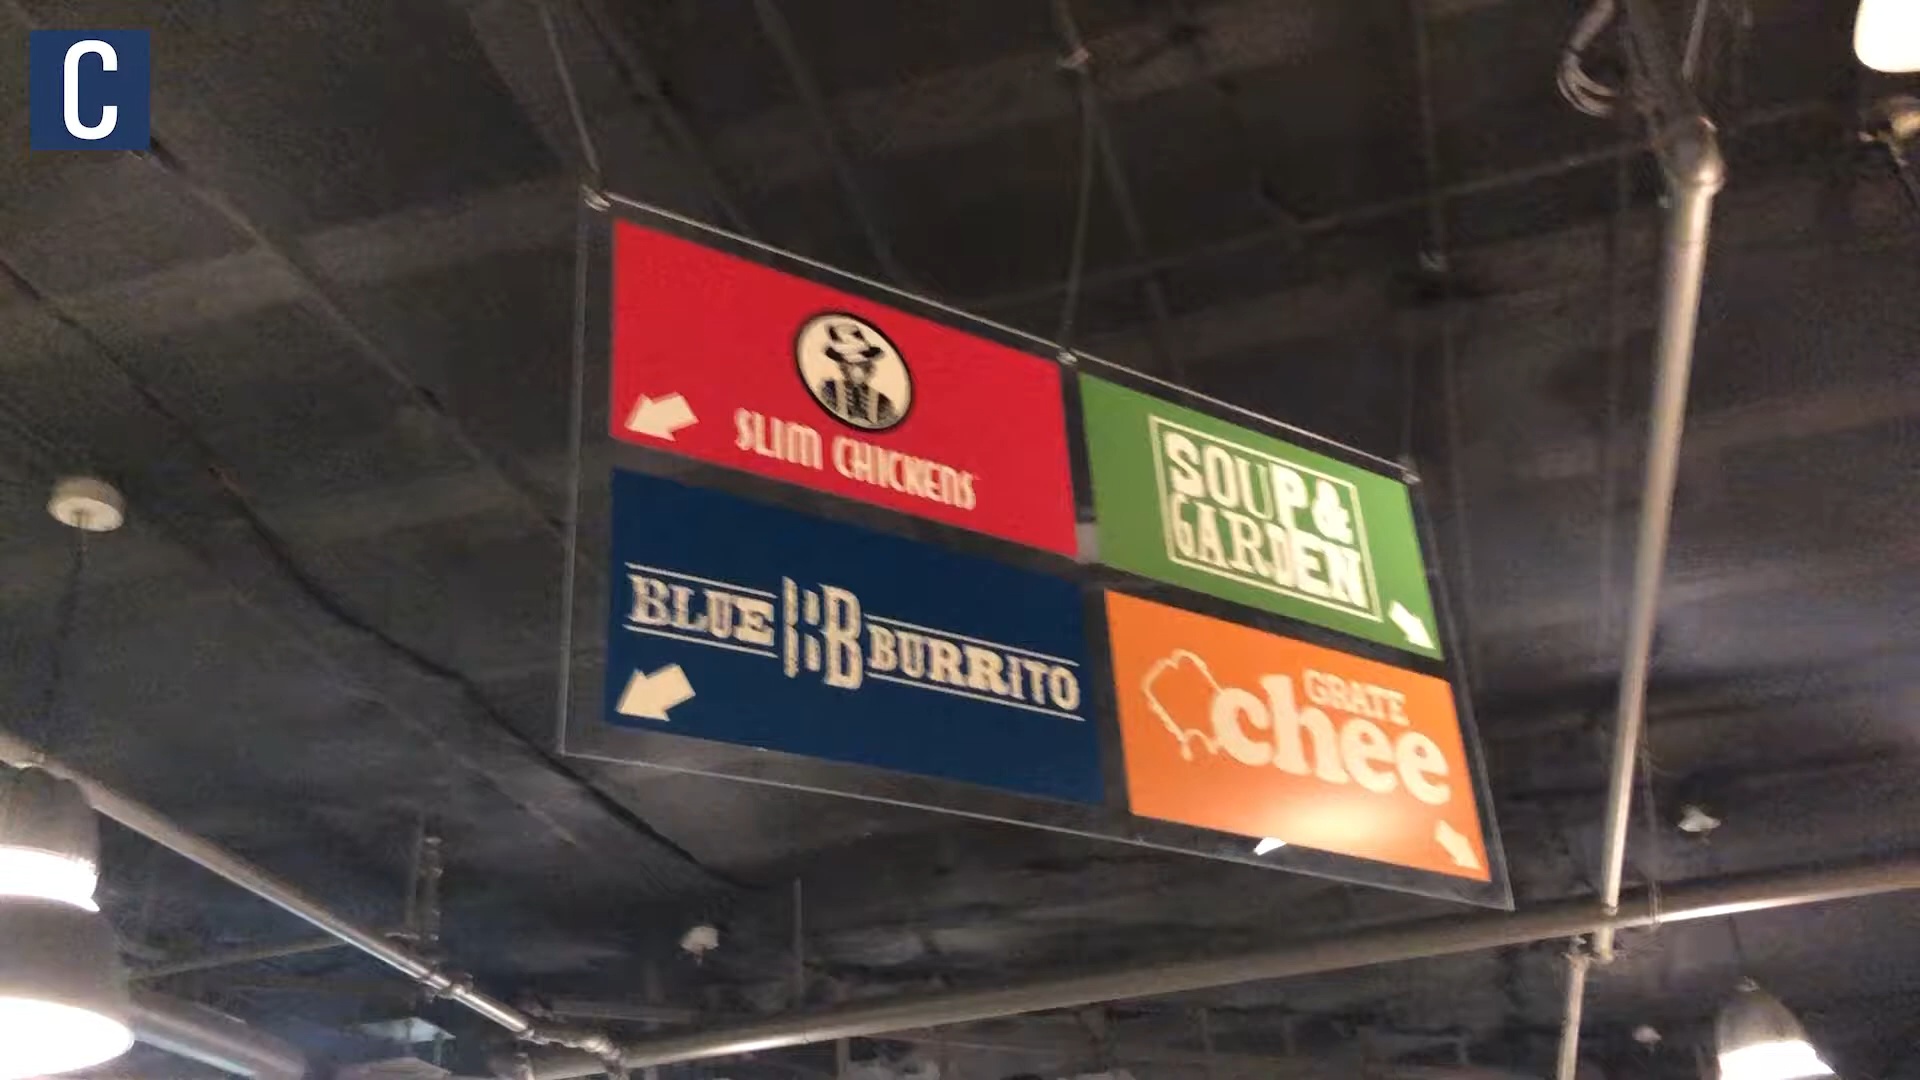 C
SLIM CHICKENS
SOUP&
GARDEN
BLUE BB BURRITO
GRATE
chee